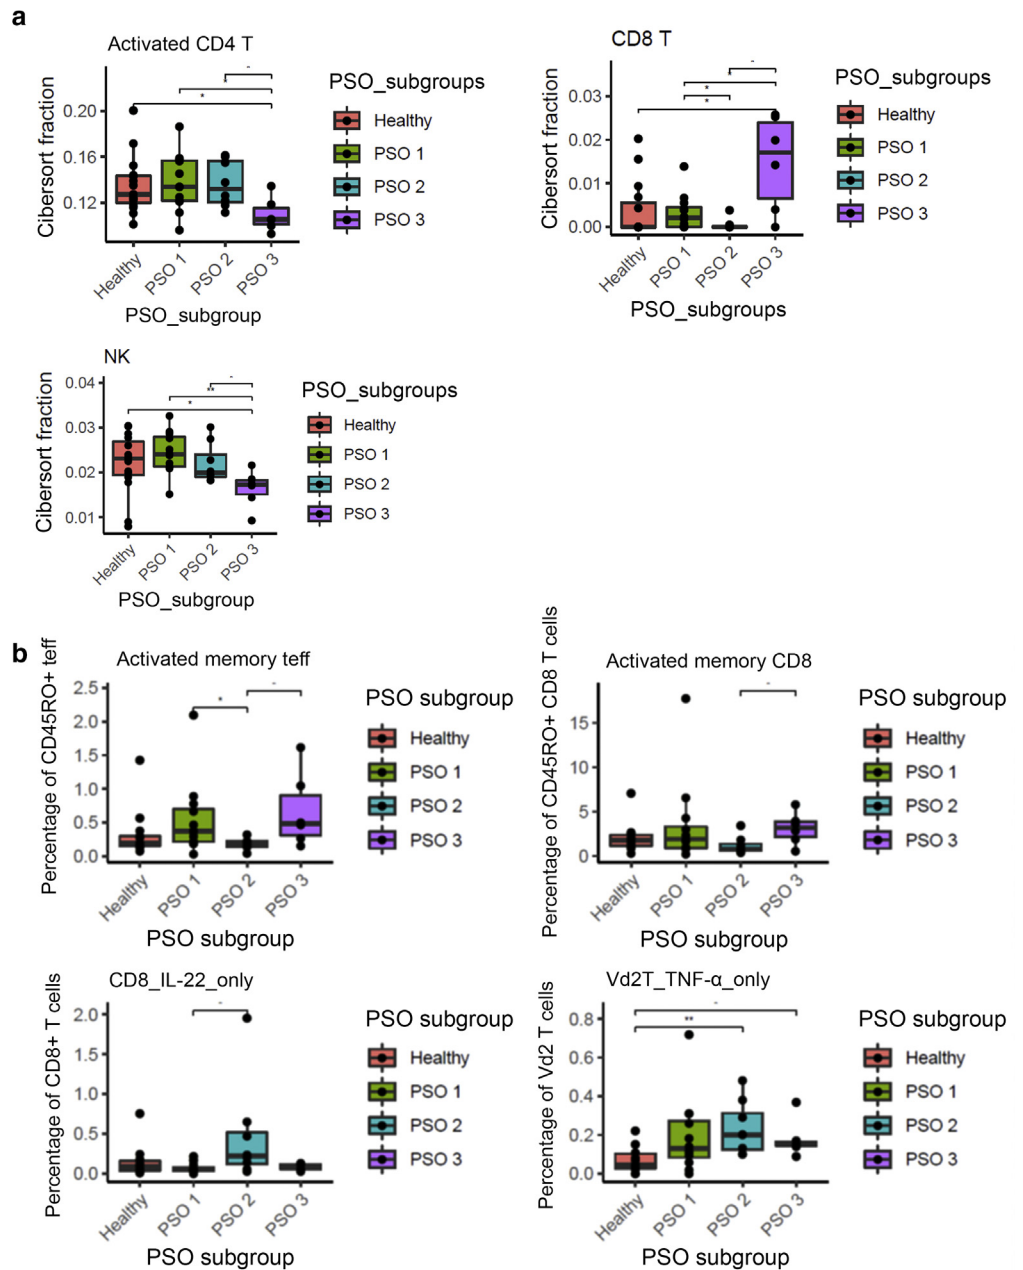 a
Activated CD4 T
Cibersort fraction
0.20
0.16
0.12
-
*
*
Healthy
PSO 1
PSO 2
PSO 3
PSO_subgroup
PSO_subgroups
Healthy
PSO 1
PSO 2
PSO 3
CD8 T
Cibersort fraction
0.03
0.02
0.01
0.00
-
*
*
*
Healthy
PSO 1
PSO 2
PSO 3
PSO_subgroups
PSO_subgroups
Healthy
PSO 1
PSO 2
PSO 3
NK
Cibersort fraction
0.04
0.03
0.02
0.01
-
**
*
Healthy
PSO 1
PSO 2
PSO 3
PSO_subgroup
PSO_subgroups
Healthy
PSO 1
PSO 2
PSO 3
b
Activated memory teff
Percentage of CD45RO+ teff
2.5
2.0
1.5
1.0
0.5
0.0
*
-
Healthy
PSO 1
PSO 2
PSO 3
PSO subgroup
PSO subgroup
Healthy
PSO 1
PSO 2
PSO 3
Activated memory CD8
Percentage of CD45RO+ CD8 T cells
15
10
5
0
-
Healthy
PSO 1
PSO 2
PSO 3
PSO subgroup
PSO subgroup
Healthy
PSO 1
PSO 2
PSO 3
CD8_IL-22_only
Percentage of CD8+ T cells
2.0
1.5
1.0
0.5
0.0
-
Healthy
PSO 1
PSO 2
PSO 3
PSO subgroup
PSO subgroup
Healthy
PSO 1
PSO 2
PSO 3
Vd2T_TNF-α_only
Percentage of Vd2 T cells
0.8
0.6
0.4
0.2
0.0
-
**
Healthy
PSO 1
PSO 2
PSO 3
PSO subgroup
PSO subgroup
Healthy
PSO 1
PSO 2
PSO 3